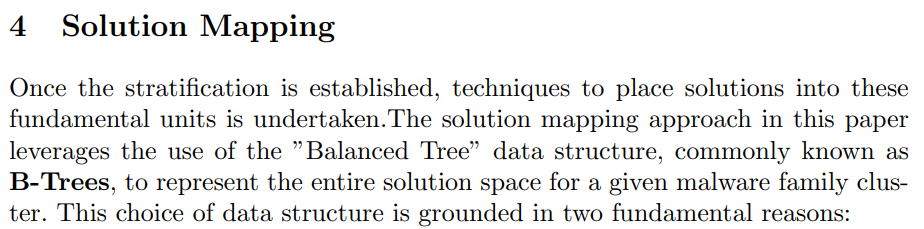 4 Solution Mapping
Once the stratification is established, techniques to place solutions into these
fundamental units is undertaken.The solution mapping approach in this paper
leverages the use of the ”Balanced Tree” data structure, commonly known as
B-Trees, to represent the entire solution space for a given malware family clus-
ter. This choice of data structure is grounded in two fundamental reasons: